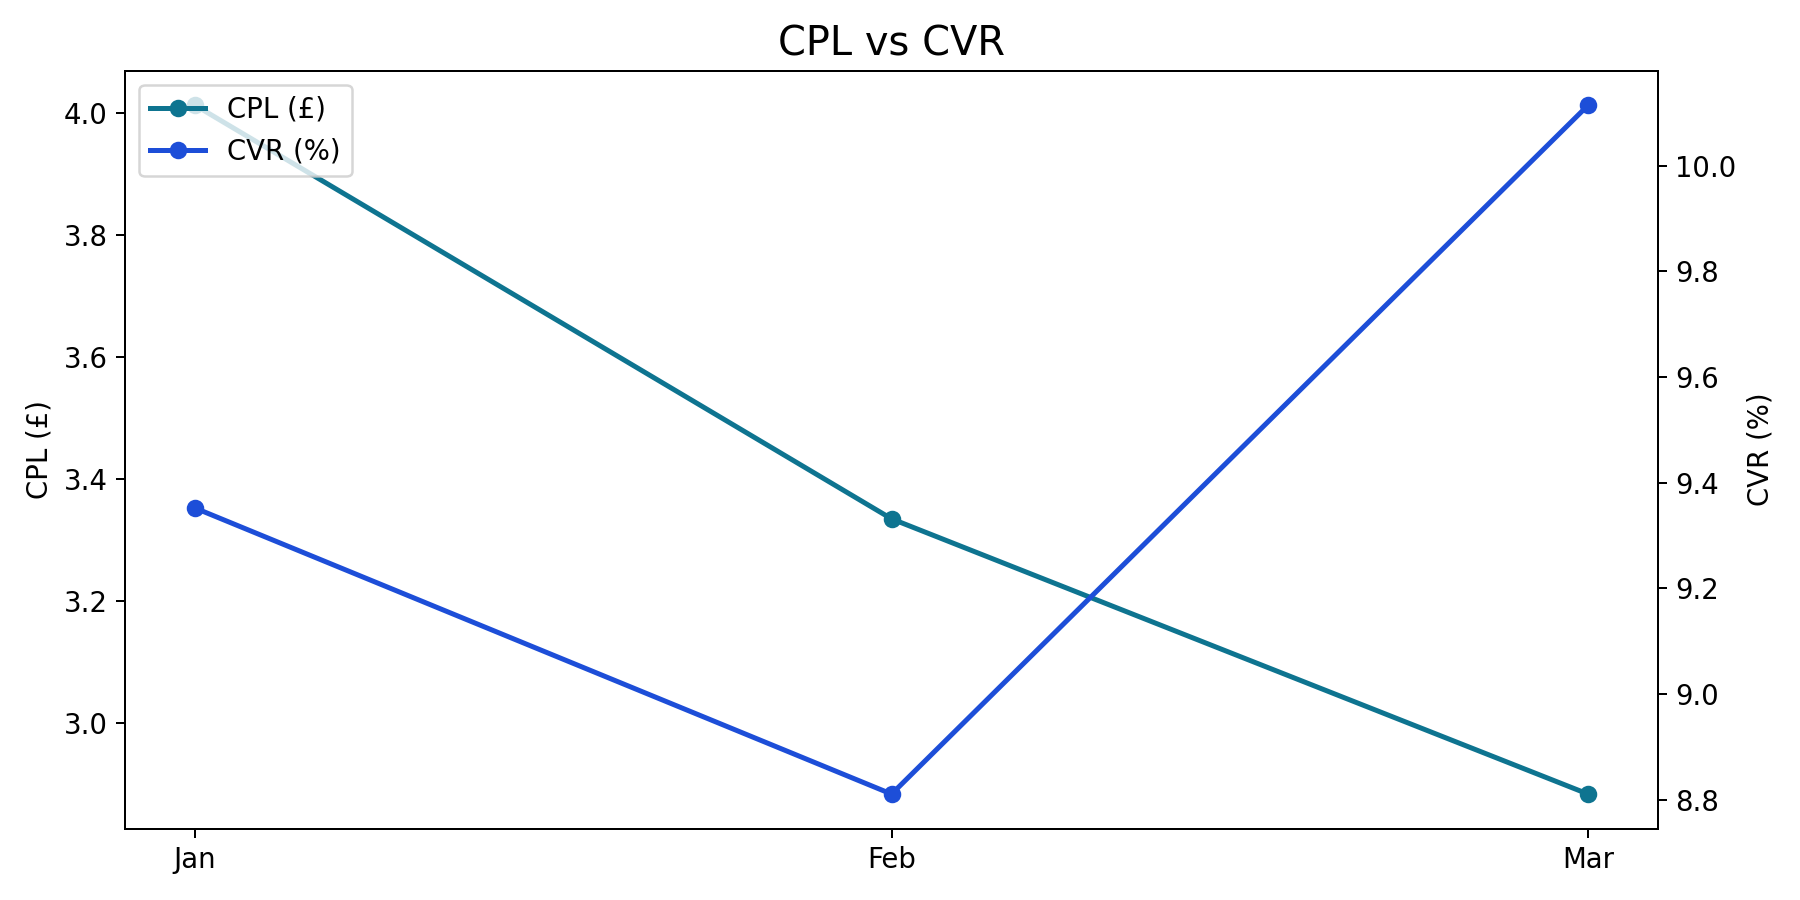 CPL vs CVR
CPL (£)
CVR (%)
4.0
3.8
3.6
3.4
3.2
3.0
CPL (£)
10.0
9.8
9.6
9.4
9.2
9.0
8.8
CVR (%)
Jan Feb Mar